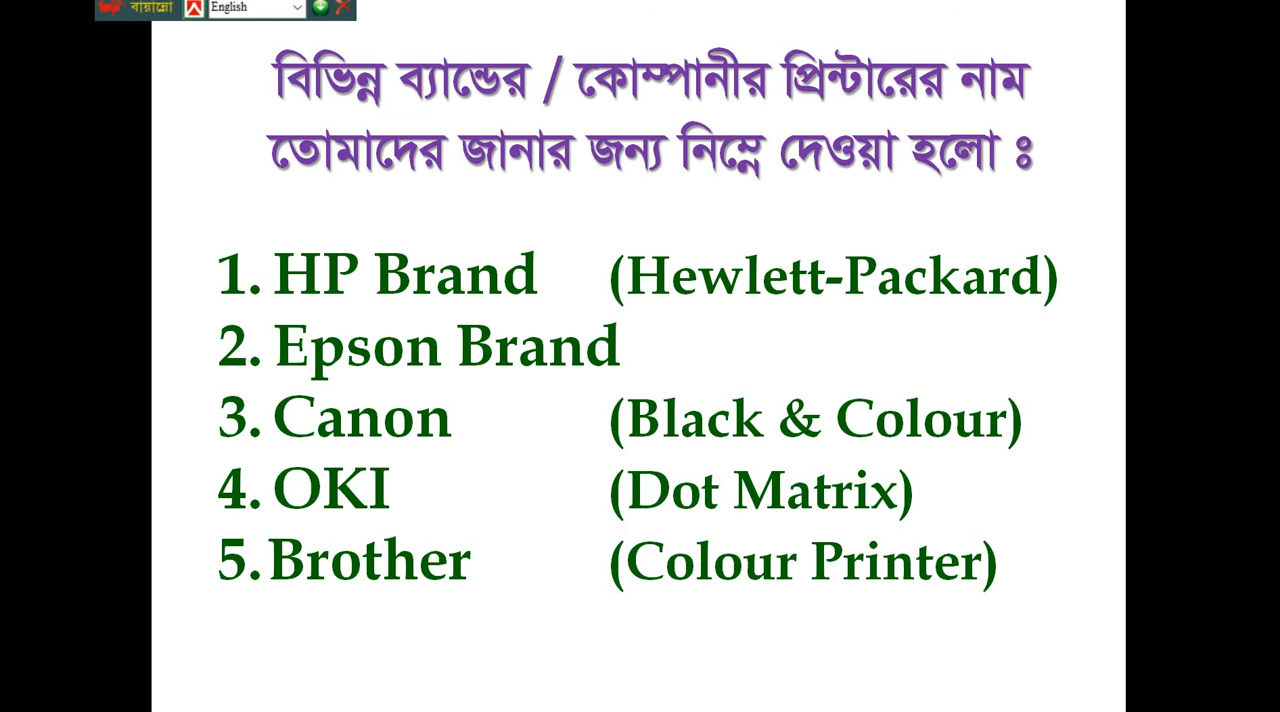 বায়ান্নো English
বিভিন্ন ব্যান্ডের / কোম্পানীর প্রিন্টারের নাম
তোমাদের জানার জন্য নিম্নে দেওয়া হলো ঃ
1. HP Brand (Hewlett-Packard)
2. Epson Brand
3. Canon (Black & Colour)
4. OKI (Dot Matrix)
5. Brother (Colour Printer)